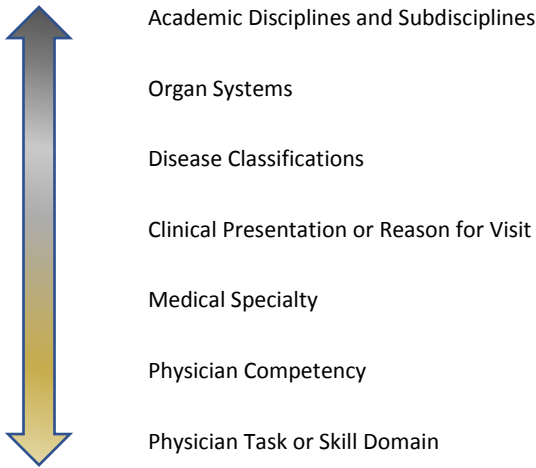 Academic Disciplines and Subdisciplines
Organ Systems
Disease Classifications
Clinical Presentation or Reason for Visit
Medical Specialty
Physician Competency
Physician Task or Skill Domain